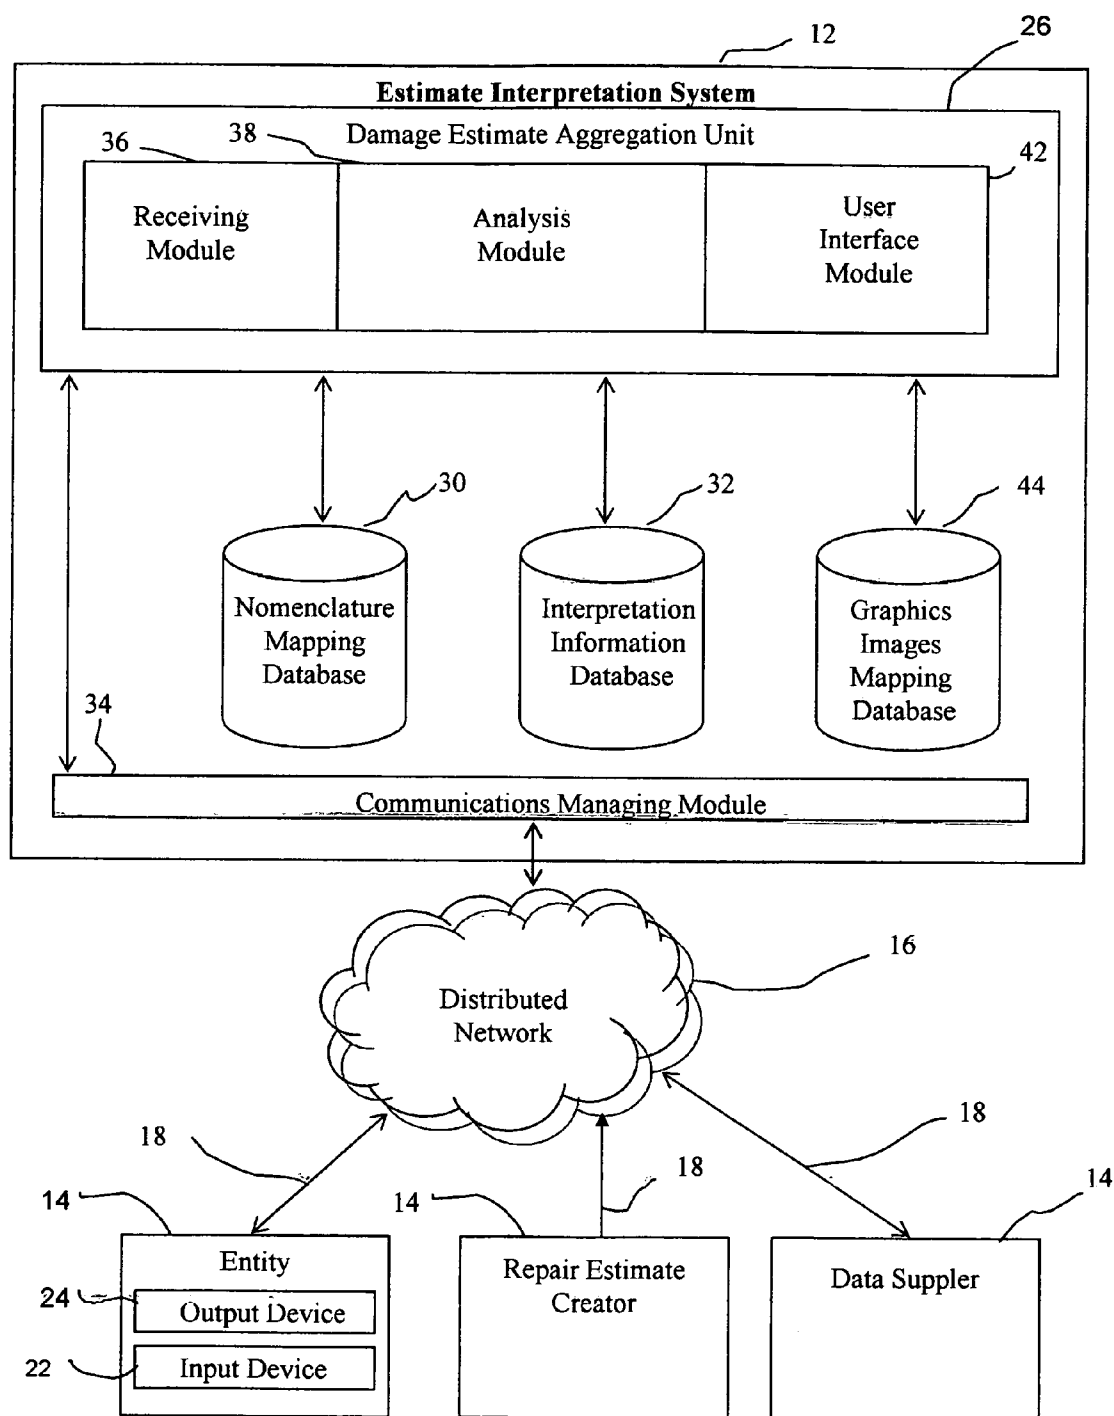 12
26
Estimate Interpretation System
Damage Estimate Aggregation Unit
36
38
42
Receiving
Module
Analysis
Module
User
Interface
Module
30
32
44
Nomenclature
Mapping
Database
Interpretation
Information
Database
Graphics
Images
Mapping
Database
34
Communications Managing Module
16
Distributed
Network
18
18
18
14
14
14
Entity
24
Output Device
22
Input Device
Repair Estimate
Creator
Data Suppler